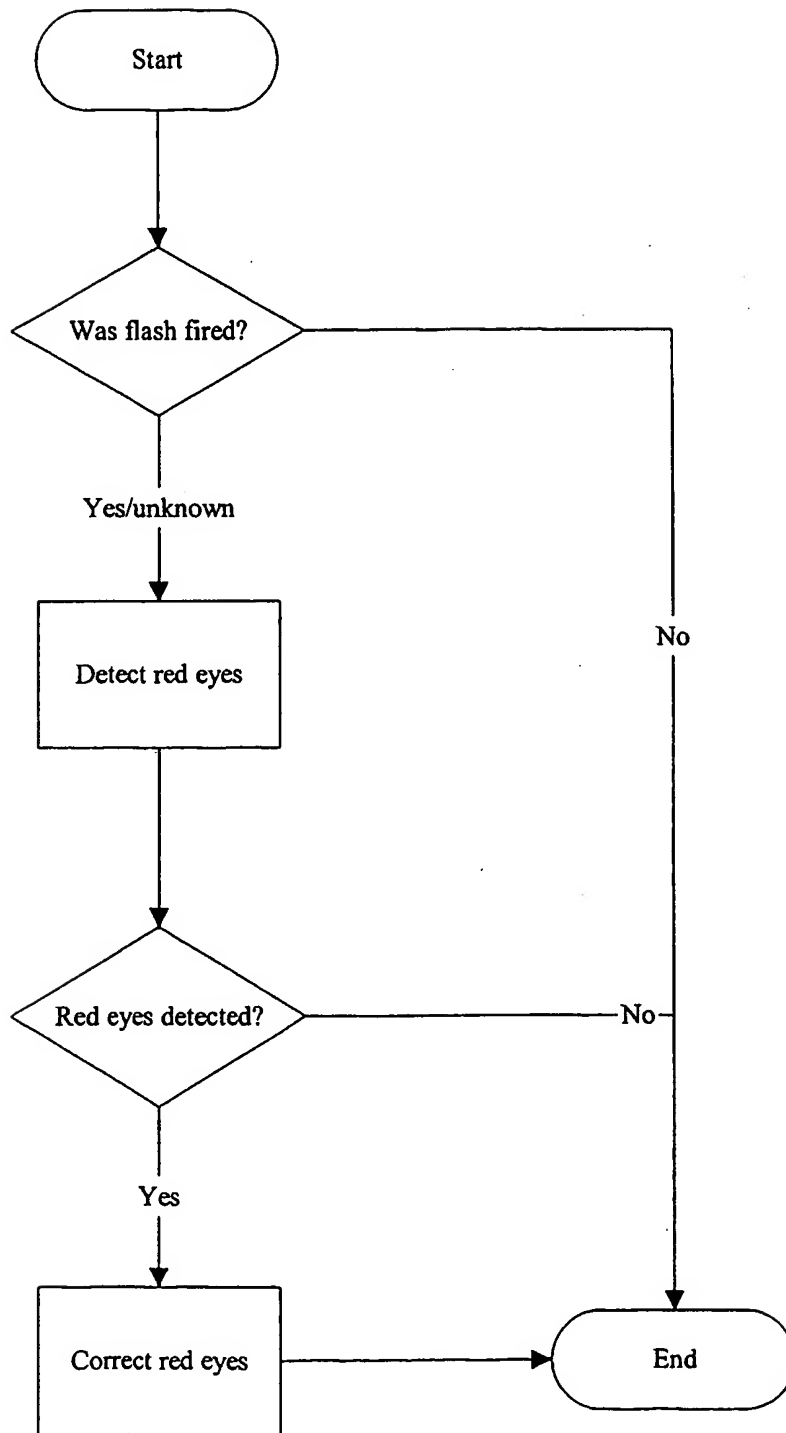 Start
Was flash fired?
Yes/unknown
Detect red eyes
No
Red eyes detected?
No
Yes
Correct red eyes
End